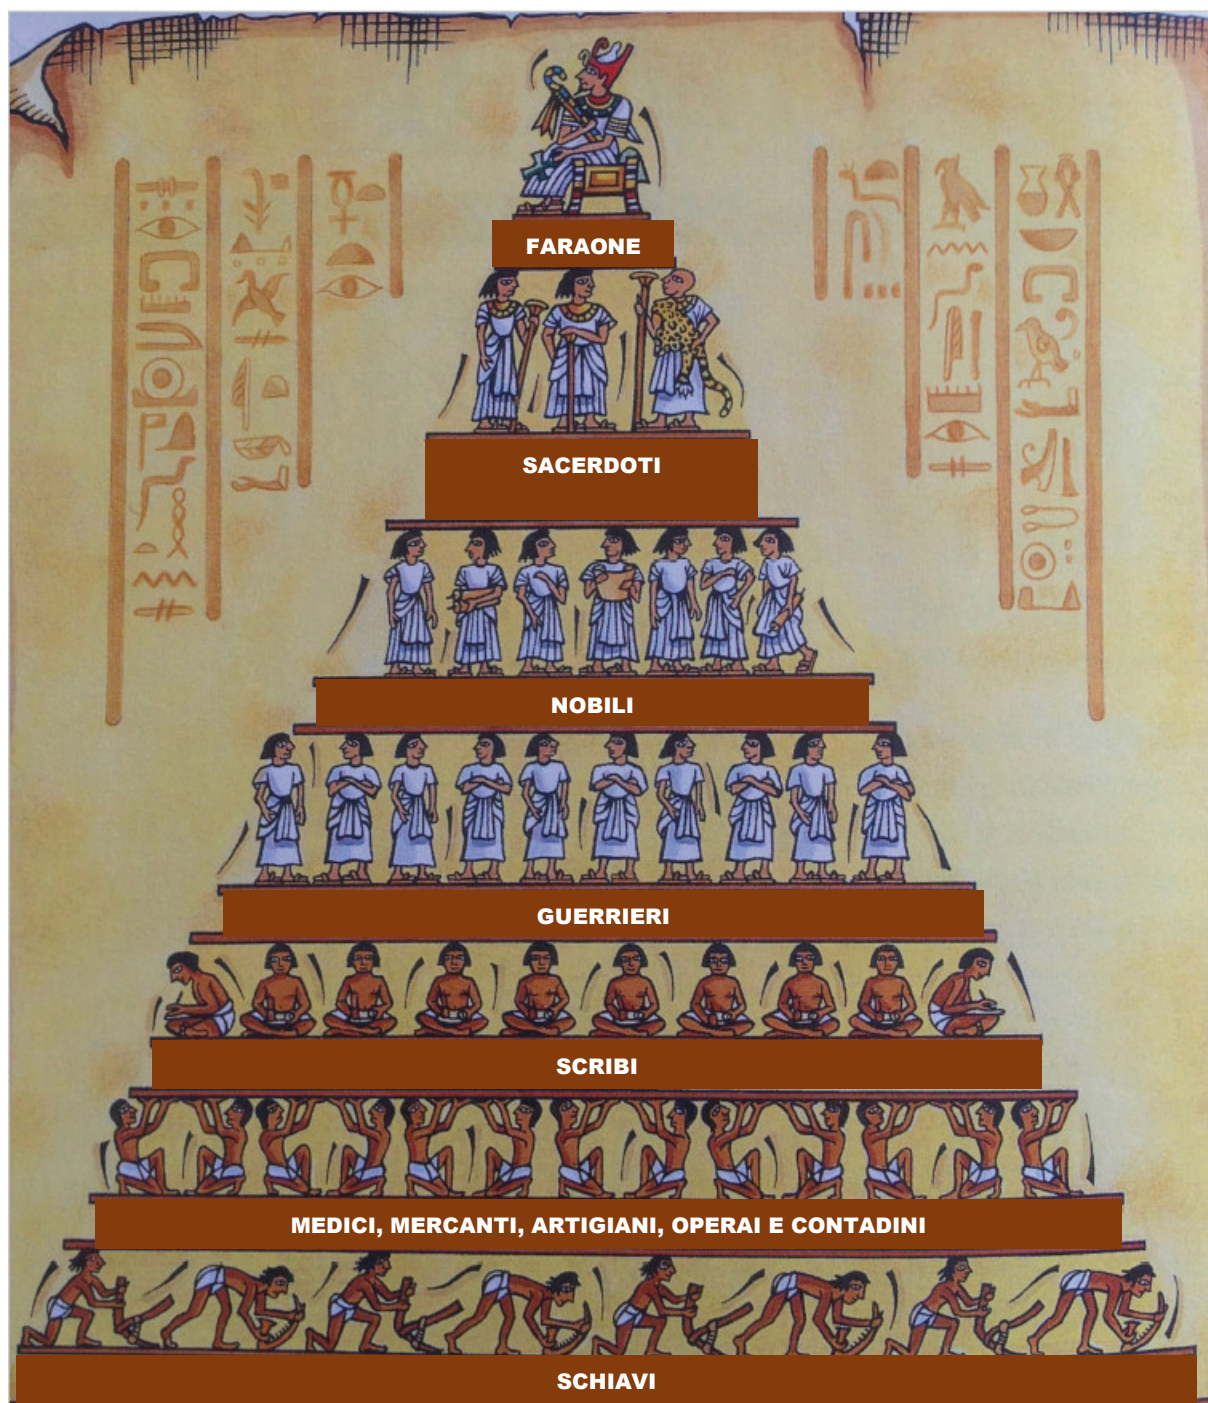 FARAONE
SACERDOTI
NOBILI
GUERRIERI
SCRIBI
MEDICI, MERCANTI, ARTIGIANI, OPERAI E CONTADINI
SCHIAVI